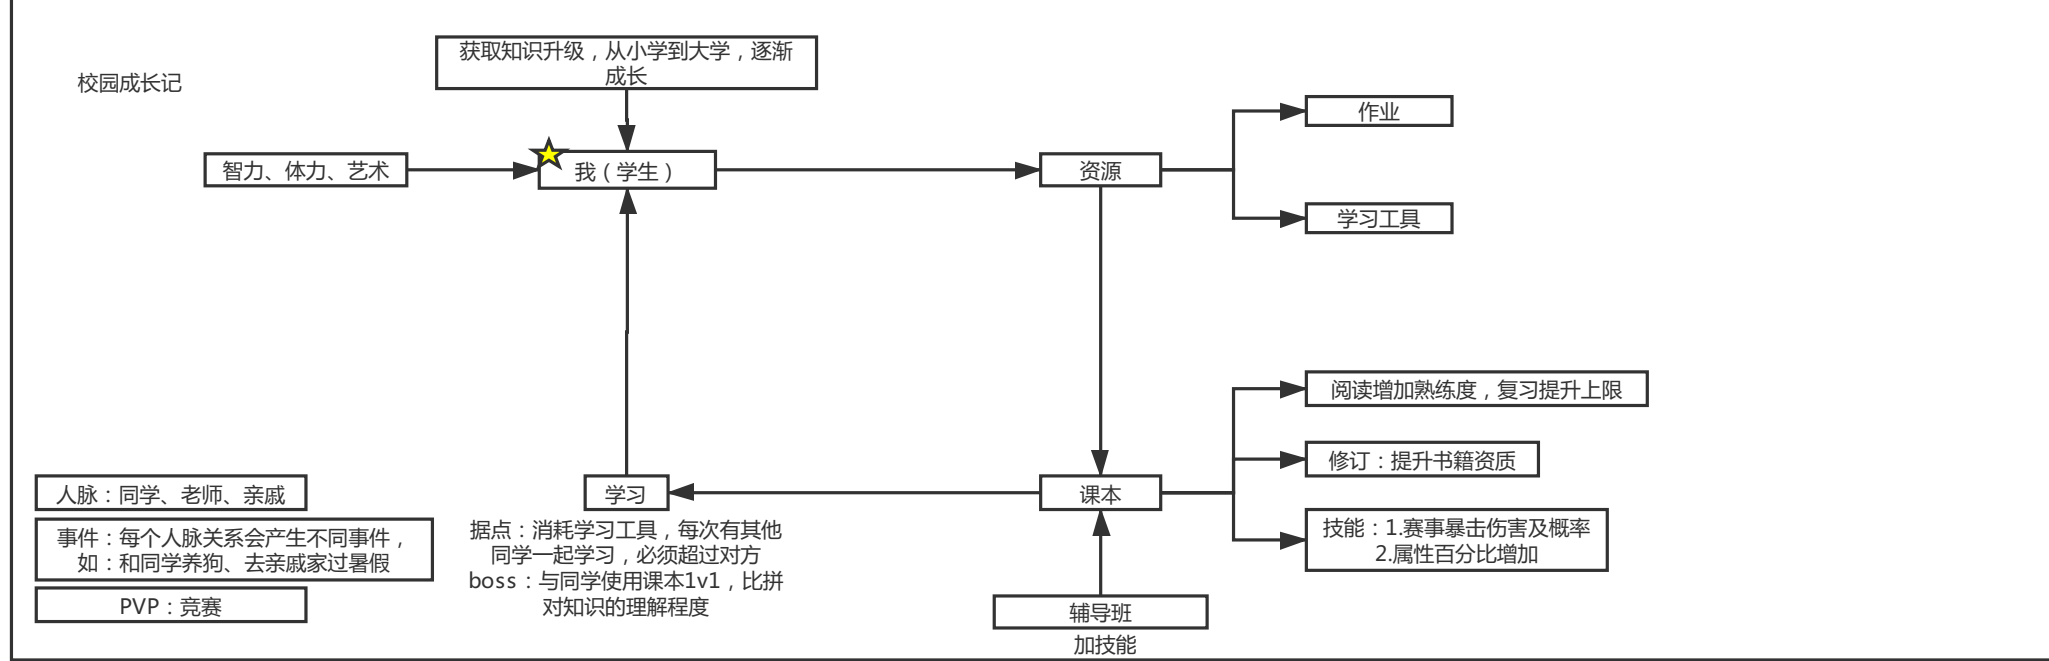 获取知识升级，从小学到大学，逐渐
成长
校园成长记
作业
智力、体力、艺术
我（学生）
资源
学习工具
阅读增加熟练度，复习提升上限
修订：提升书籍资质
人脉：同学、老师、亲戚
学习
课本
事件：每个人脉关系会产生不同事件，
如：和同学养狗、去亲戚家过暑假
据点：消耗学习工具，每次有其他
同学一起学习，必须超过对方
boss：与同学使用课本1v1，比拼
对知识的理解程度
技能：1.赛事暴击伤害及概率
2.属性百分比增加
PVP：竞赛
辅导班
加技能